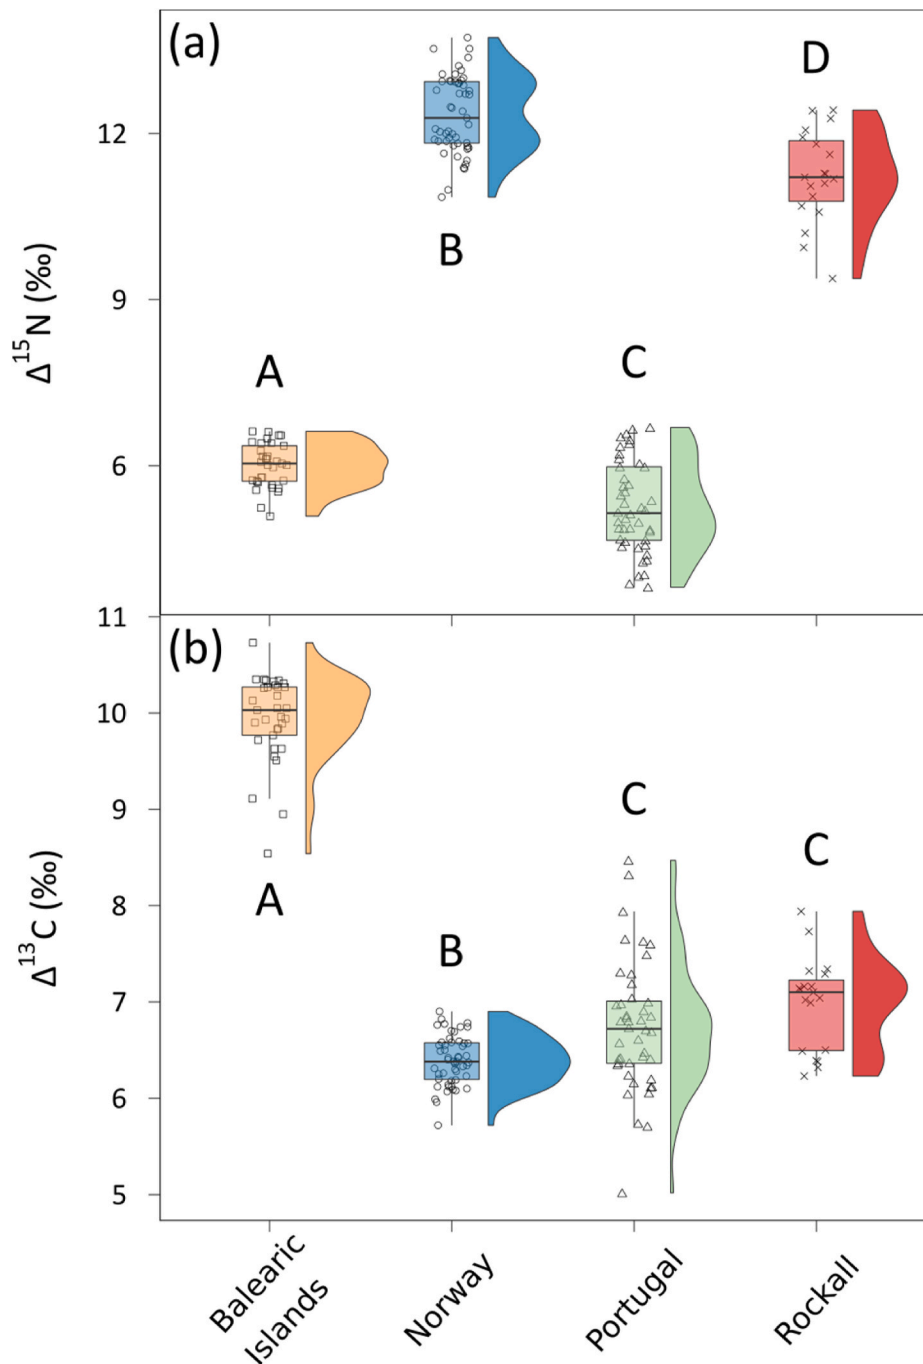 (a)
D
12
B
Δ15N (‰)
9
A
C
6
11
(b)
10
9
C
C
A
8
B
Δ13C (‰)
7
6
5
Balearic
Islands
Norway
Portugal
Rockall